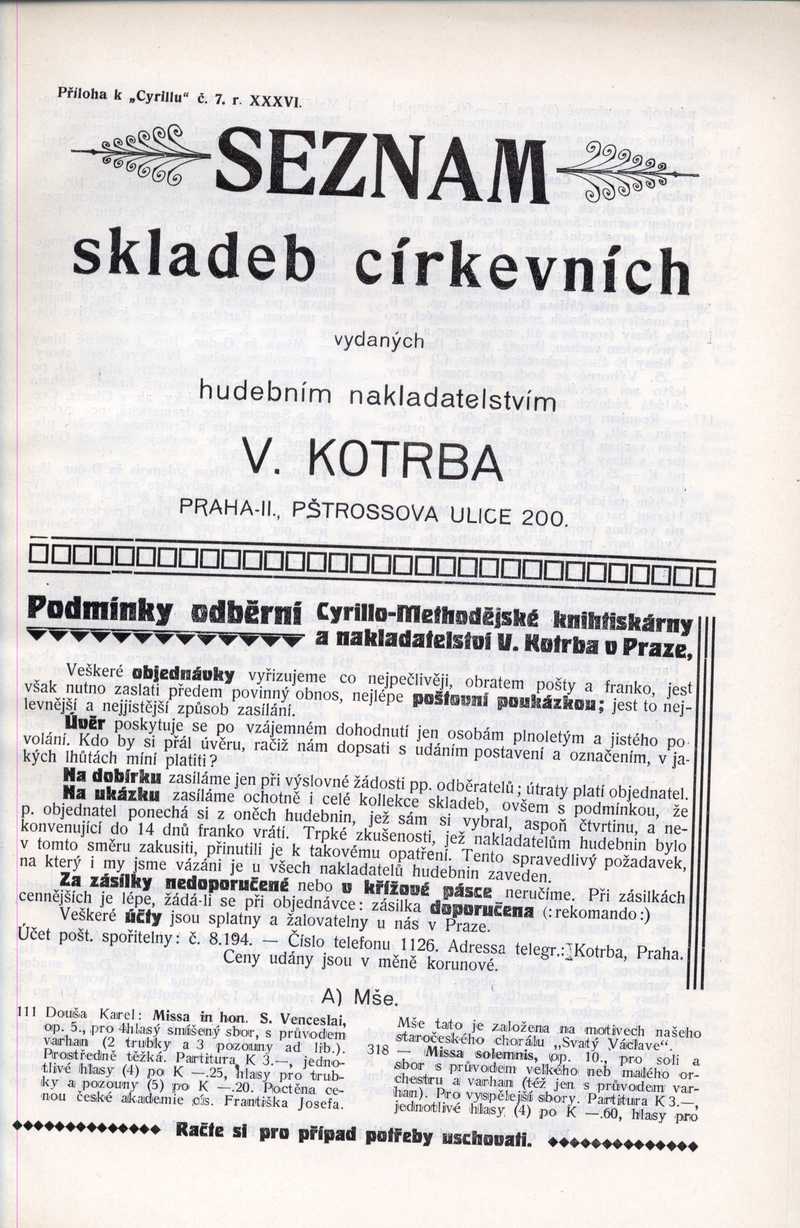 Příloha k „Cyrillu“ č. 7. r. XXXVI.
SEZNAM
skladeb církevních
vydaných
hudebním nakladatelstvím
V. KOTRBA
PRAHA-II., PŠTROSSOVA ULICE 200.
Podmínky odběrní Cyrillo-Methodějské knihtiskárny
a nakladatelství V. Kotrba v Praze,
Veškeré objednávky vyřizujeme co nejpečlivěji, obratem pošty a franko, jest
však nutno zaslati předem povinný obnos, nejlépe poštovní poukázkou; jest to nej-
levnější a nejjistější způsob zasílání.
Úvěr poskytuje se po vzájemném dohodnutí jen osobám plnoletým a jistého po
volání. Kdo by si přál úvěru, račiž nám dopsati s udáním postavení a označením, v ja-
kých lhůtách míní platiti?
Na dobírku zasíláme jen při výslovné žádosti pp. odběratelů; útraty platí objednatel.
Na ukázku zasíláme ochotně i celé kollekce skladeb, ovšem s podmínkou, že
p. objednatel ponechá si z oněch hudebnin, jež sám si vybral, aspoň čtvrtinu, a ne-
konvenující do 14 dnů franko vrátí. Trpké zkušenosti, jež nakladatelům hudebnin bylo
v tomto směru zakusiti, přinutili je k takovému opatření. Tento spravedlivý požadavek,
na který i my jsme vázáni je u všech nakladatelů hudebnin zaveden.
Za zásilky nedoporučené nebo v křížové pásce neručíme. Při zásilkách
cennějších je lépe, žádá-li se při objednávce: zásilka doporučena (:rekomando:)
Veškeré účty jsou splatny a žalovatelny u nás v Praze.
Účet pošt. spořitelny: č. 8.194. — Číslo telefonu 1126. Adressa telegr.: Kotrba, Praha.
Ceny udány jsou v měně korunové.
A) Mše.
111 Douša Karel: Missa in hon. S. Venceslai,
op. 5., pro 4hlasý smíšený sbor, s průvodem
varhan (2 trubky a 3 pozouny ad lib.).
Prostředně těžká. Partitura K 3.—, jedno-
tlivé hlasy (4) po K —.25, hlasy pro trub-
ky a pozouny (5) po K —.20. Poctěna ce-
nou české akademie cís. Františka Josefa.
Mše tato je založena na motivech našeho
staročeského chorálu „Svatý Václave“.
318 — Missa solemnis, op. 10., pro soli a
sbor s průvodem velkého neb malého or-
chestru a varhan (též jen s průvodem var-
han). Pro vyspělejší sbory. Partitura K 3.—,
jednotlivé hlasy (4) po K —.60, hlasy pro
Račte si pro případ potřeby uschovati.